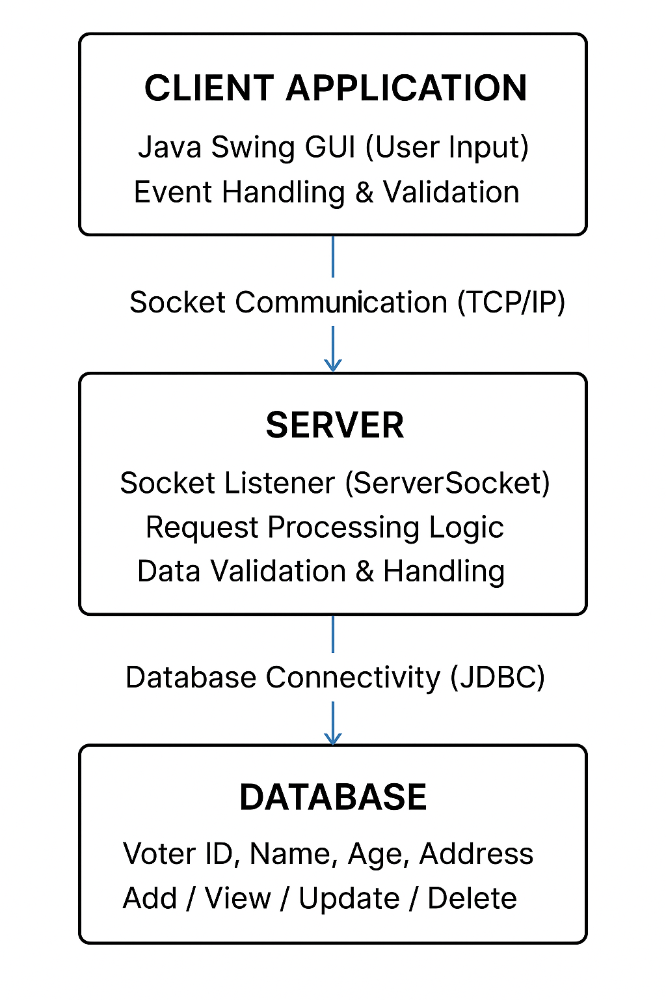 CLIENT APPLICATION
Java Swing GUI (User Input)
Event Handling & Validation
Socket Communication (TCP/IP)
SERVER
Socket Listener (ServerSocket)
Request Processing Logic
Data Validation & Handling
Database Connectivity (JDBC)
DATABASE
Voter ID, Name, Age, Address
Add / View / Update / Delete